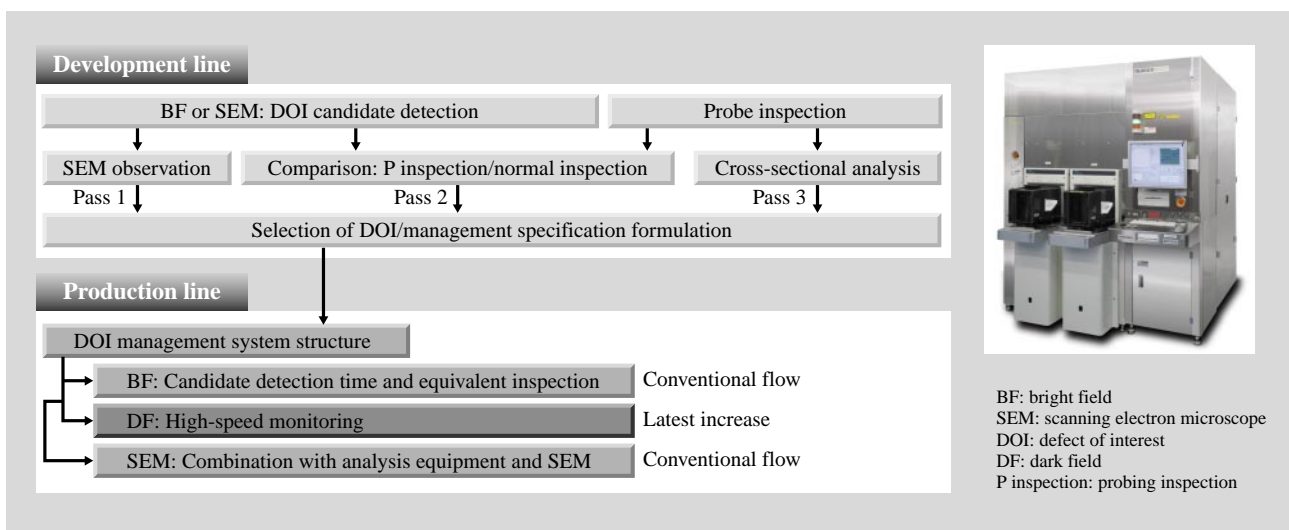 Development line
BF or SEM: DOI candidate detection
Probe inspection
SEM observation
Comparison: P inspection/normal inspection
Cross-sectional analysis
Pass 1
Pass 2
Pass 3
Selection of DOI/management specification formulation
Production line
DOI management system structure
BF: Candidate detection time and equivalent inspection
Conventional flow
DF: High-speed monitoring
Latest increase
SEM: Combination with analysis equipment and SEM
Conventional flow
BF: bright field
SEM: scanning electron microscope
DOI: defect of interest
DF: dark field
P inspection: probing inspection